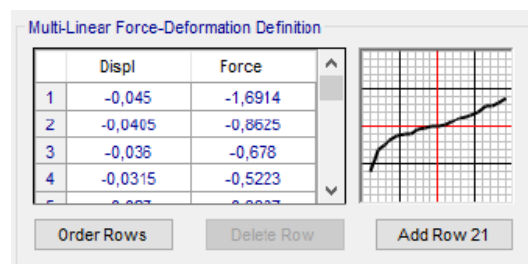 Multi-Linear Force-Deformation Definition
Displ Force
1 -0,045 -1,6914
2 -0,0405 -0,8625
3 -0,036 -0,678
4 -0,0315 -0,5223
Order Rows Delete Row Add Row 21